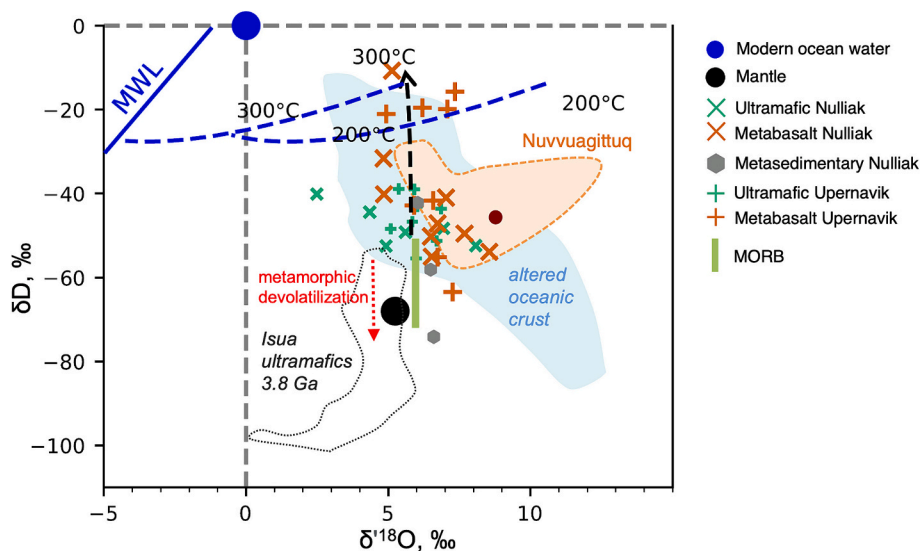 0
−20
−40
−60
−80
−100
δD, ‰
−5
0
5
10
δ'¹⁸O, ‰
MWL
300°C
300°C
200°C
200°C
Nuvvuagittuq
metamorphic
devolatilization
Isua
ultramafics
3.8 Ga
altered
oceanic
crust
Modern ocean water
Mantle
Ultramafic Nulliak
Metabasalt Nulliak
Metasedimentary Nulliak
Ultramafic Upernavik
Metabasalt Upernavik
MORB